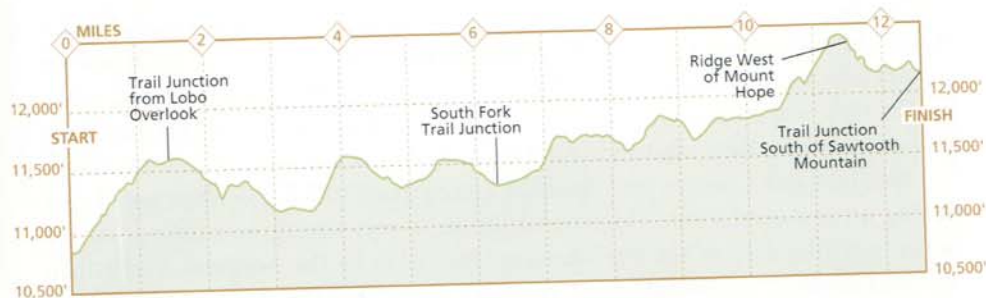 MILES
0
2
4
6
8
10
12
Trail Junction
from Lobo
Overlook
South Fork
Trail Junction
Ridge West
of Mount
Hope
Trail Junction
South of Sawtooth
Mountain
START
FINISH
12,000'
11,500'
11,000'
10,500'
12,000'
11,500'
11,000'
10,500'